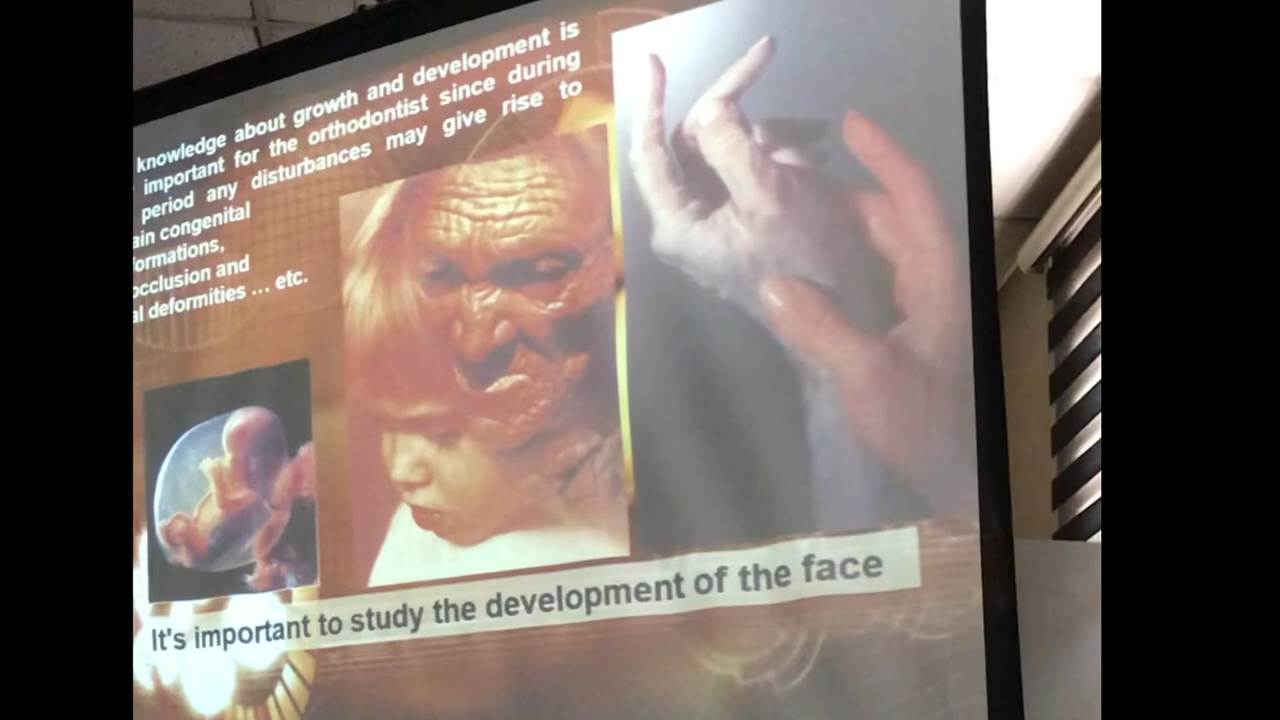 knowledge about growth and development is
important for the orthodontist since during
period any disturbances may give rise to
ain congenital
ormations,
occlusion and
al deformities ... etc.
It's important to study the development of the face